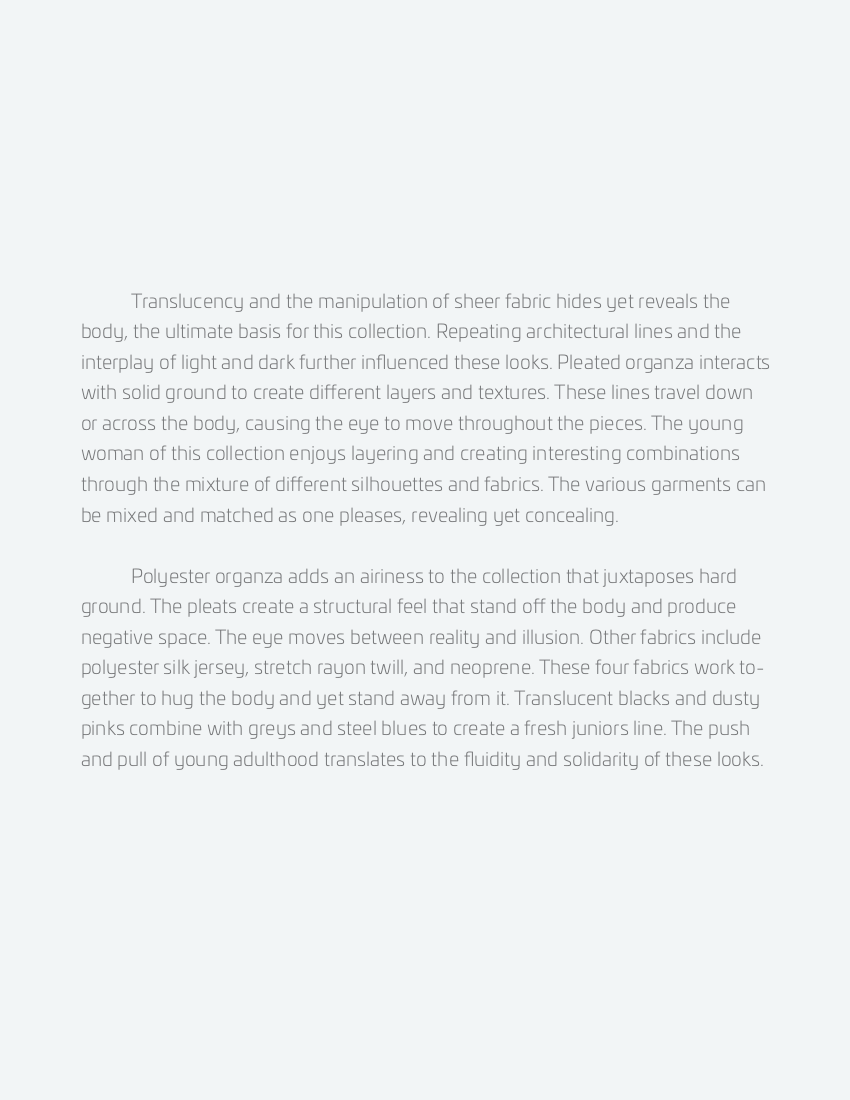 Translucency and the manipulation of sheer fabric hides yet reveals the
body, the ultimate basis for this collection. Repeating architectural lines and the
interplay of light and dark further influenced these looks. Pleated organza interacts
with solid ground to create different layers and textures. These lines travel down
or across the body, causing the eye to move throughout the pieces. The young
woman of this collection enjoys layering and creating interesting combinations
through the mixture of different silhouettes and fabrics. The various garments can
be mixed and matched as one pleases, revealing yet concealing.
Polyester organza adds an airiness to the collection that juxtaposes hard
ground. The pleats create a structural feel that stand off the body and produce
negative space. The eye moves between reality and illusion. Other fabrics include
polyester silk jersey, stretch rayon twill, and neoprene. These four fabrics work to-
gether to hug the body and yet stand away from it. Translucent blacks and dusty
pinks combine with greys and steel blues to create a fresh juniors line. The push
and pull of young adulthood translates to the fluidity and solidarity of these looks.